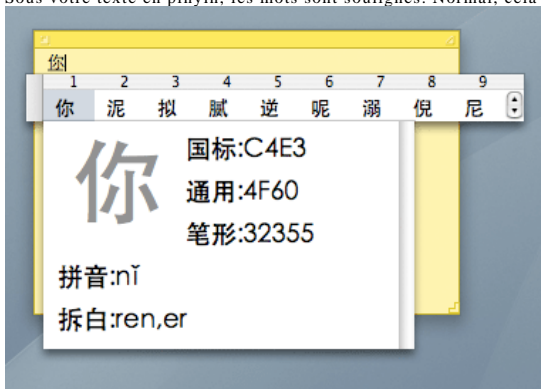 Sous votre texte en pinyin, les mots sont soulignés. Normal, cela
您
1 2 3 4 5 6 7 8 9
你 泥 拟 腻 逆 呢 溺 倪 尼
你
国标:C4E3
通用:4F60
笔形:32355
拼音:nǐ
拆白:ren,er